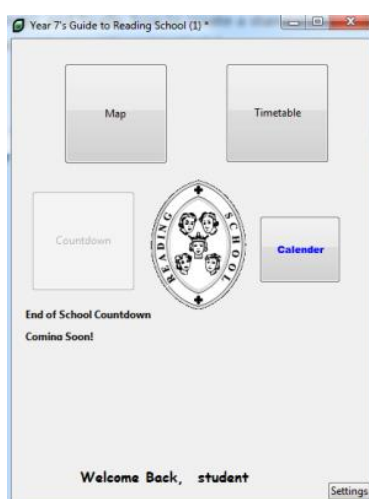 Year 7's Guide to Reading School (1) *
Map
Timetable
Countdown
READING SCHOOL
Calender
End of School Countdown
Coming Soon!
Welcome Back, student
Settings